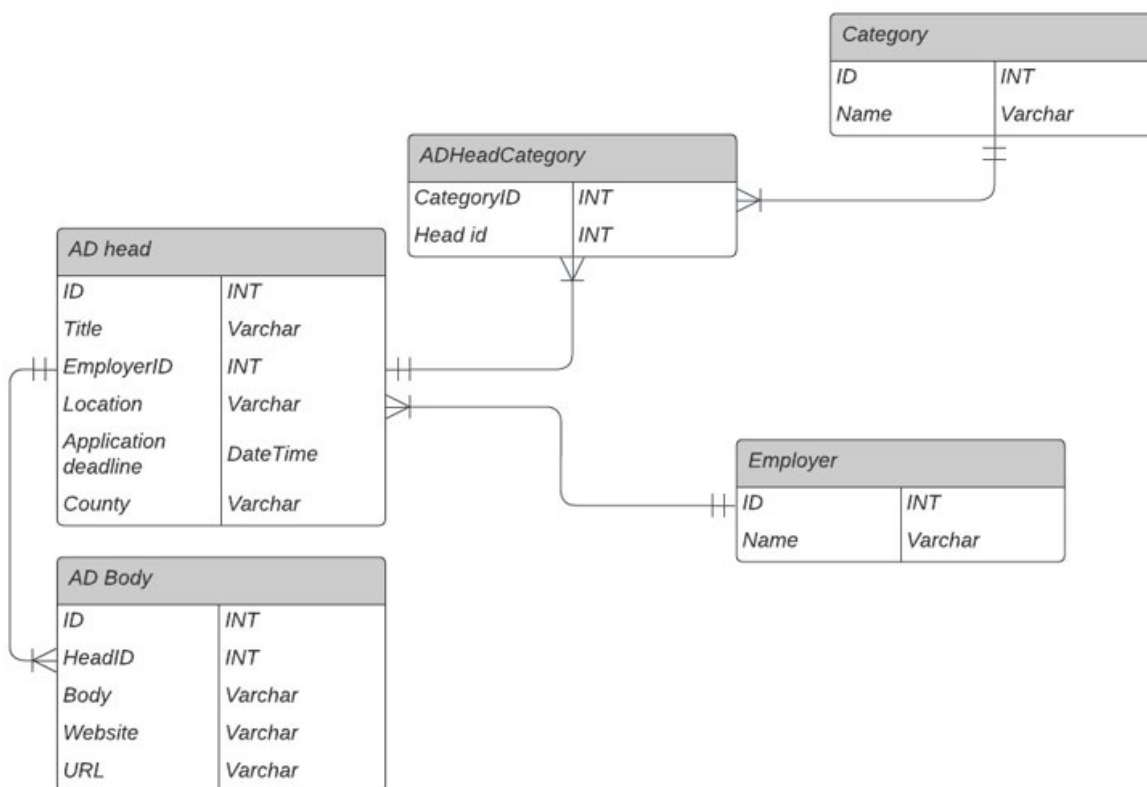 Category
ID INT
Name Varchar
ADHeadCategory
CategoryID INT
Head id INT
AD head
ID INT
Title Varchar
EmployerID INT
Location Varchar
Application
deadline DateTime
County Varchar
Employer
ID INT
Name Varchar
AD Body
ID INT
HeadID INT
Body Varchar
Website Varchar
URL Varchar